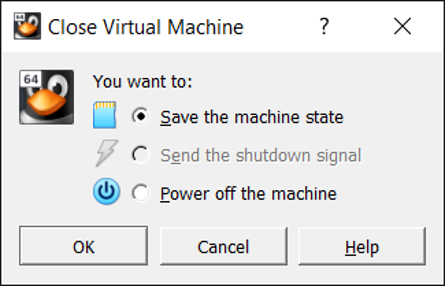 64 Close Virtual Machine ?
64
You want to:
Save the machine state
Send the shutdown signal
Power off the machine
OK Cancel Help